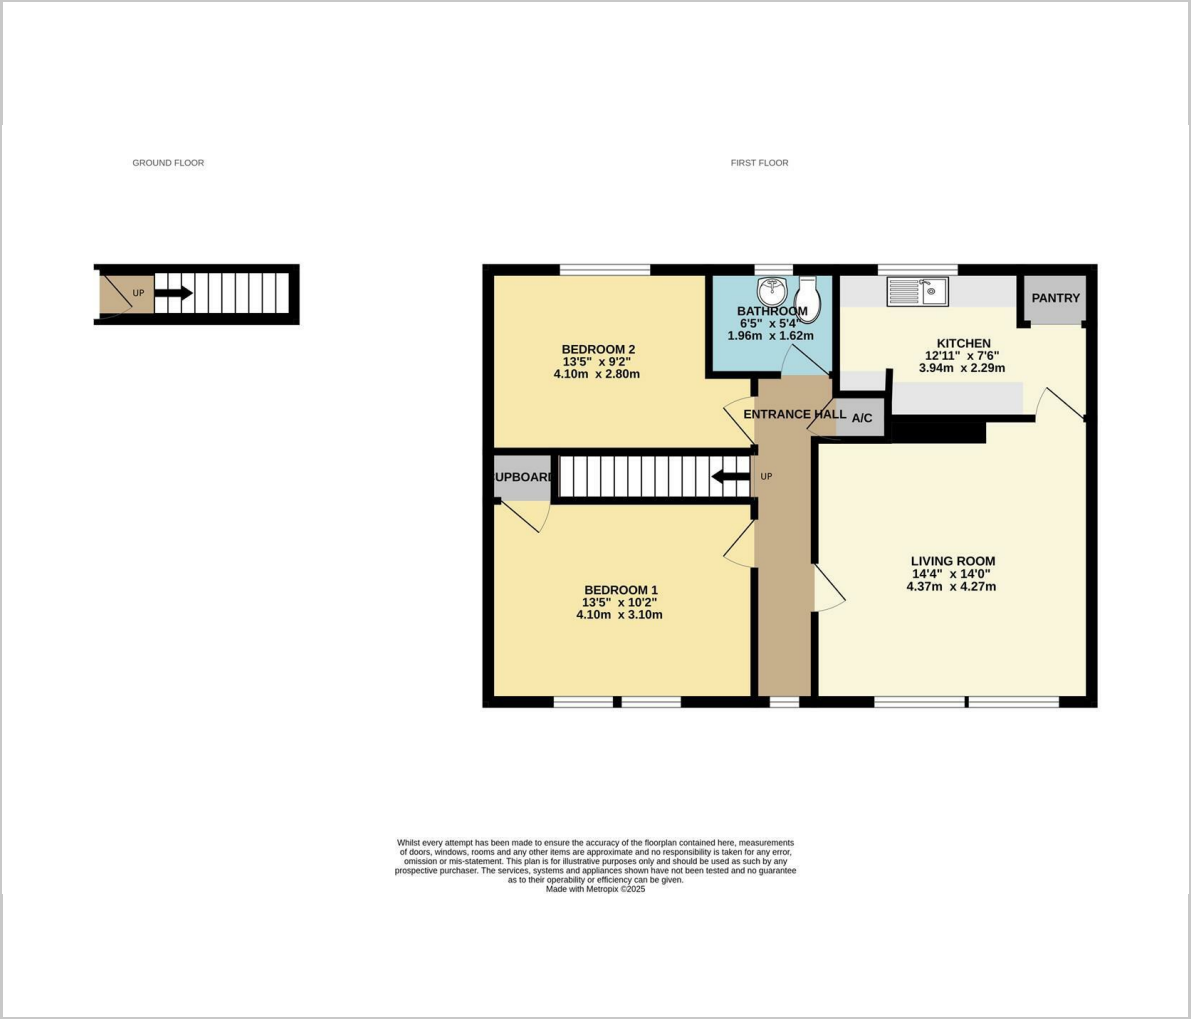 GROUND FLOOR
FIRST FLOOR
UP
BEDROOM 2
13'5" x 9'2"
4.10m x 2.80m
BATHROOM
6'5" x 5'4"
1.96m x 1.62m
KITCHEN
12'11" x 7'6"
3.94m x 2.29m
PANTRY
ENTRANCE HALL
A/C
CUPBOARD
UP
BEDROOM 1
13'5" x 10'2"
4.10m x 3.10m
LIVING ROOM
14'4" x 14'0"
4.37m x 4.27m
Whilst every attempt has been made to ensure the accuracy of the floorplan contained here, measurements
of doors, windows, rooms and any other items are approximate and no responsibility is taken for any error,
omission or mis-statement. This plan is for illustrative purposes only and should be used as such by any
prospective purchaser. The services, systems and appliances shown have not been tested and no guarantee
as to their operability or efficiency can be given.
Made with Metropix ©2025